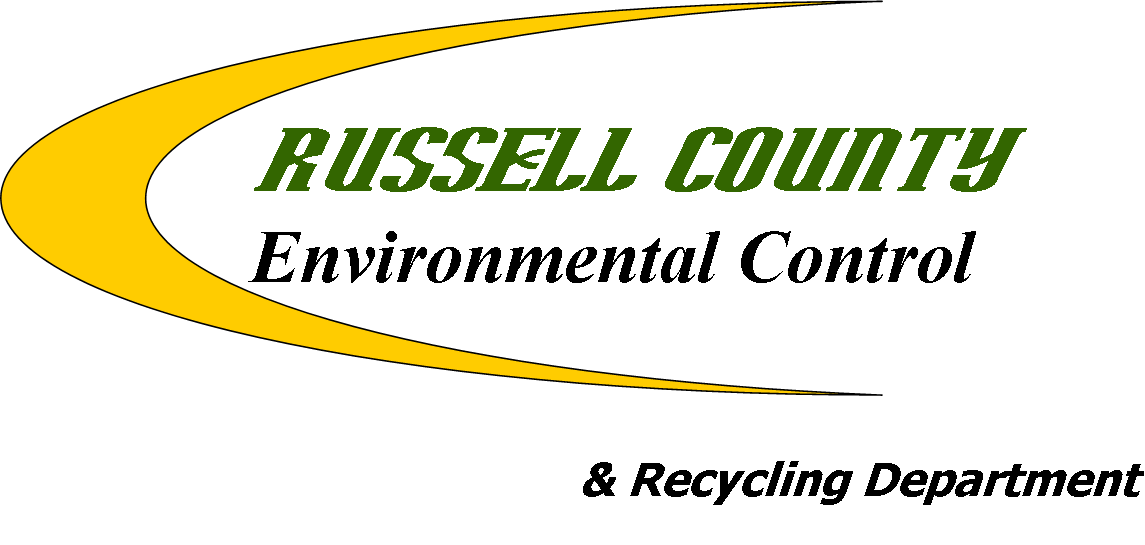 RUSSELL COUNTY
Environmental Control
& Recycling Department